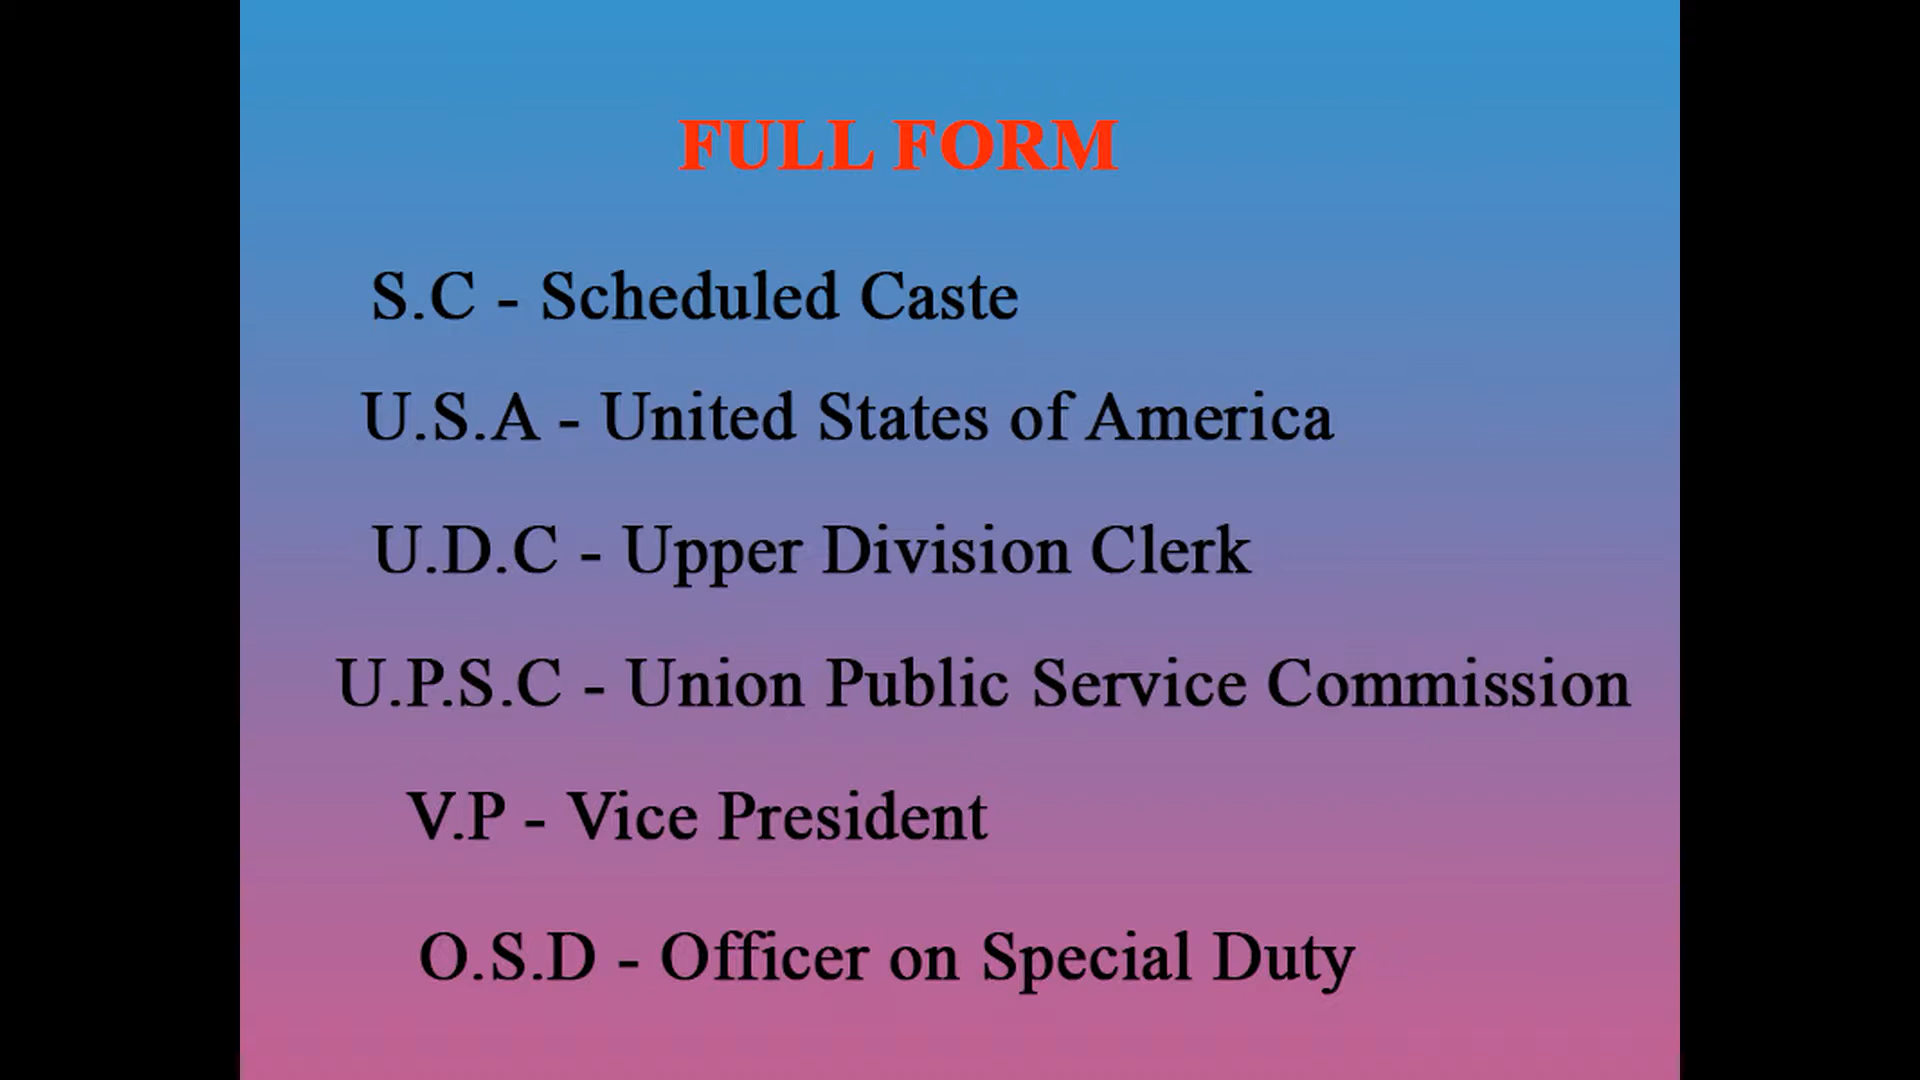 FULL FORM
S.C - Scheduled Caste
U.S.A - United States of America
U.D.C - Upper Division Clerk
U.P.S.C - Union Public Service Commission
V.P - Vice President
O.S.D - Officer on Special Duty